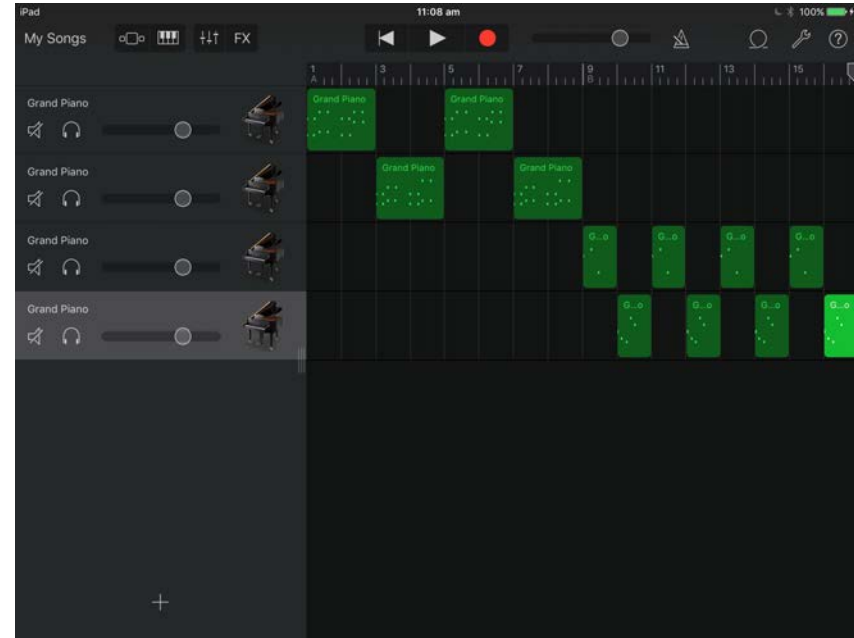 iPad 11:08 am 100%
My Songs FX
1 3 5 7 9 11 13 15
A B
Grand Piano Grand Piano Grand Piano
Grand Piano Grand Piano Grand Piano
Grand Piano G...o G...o G...o G...o
Grand Piano G...o G...o G...o G...o